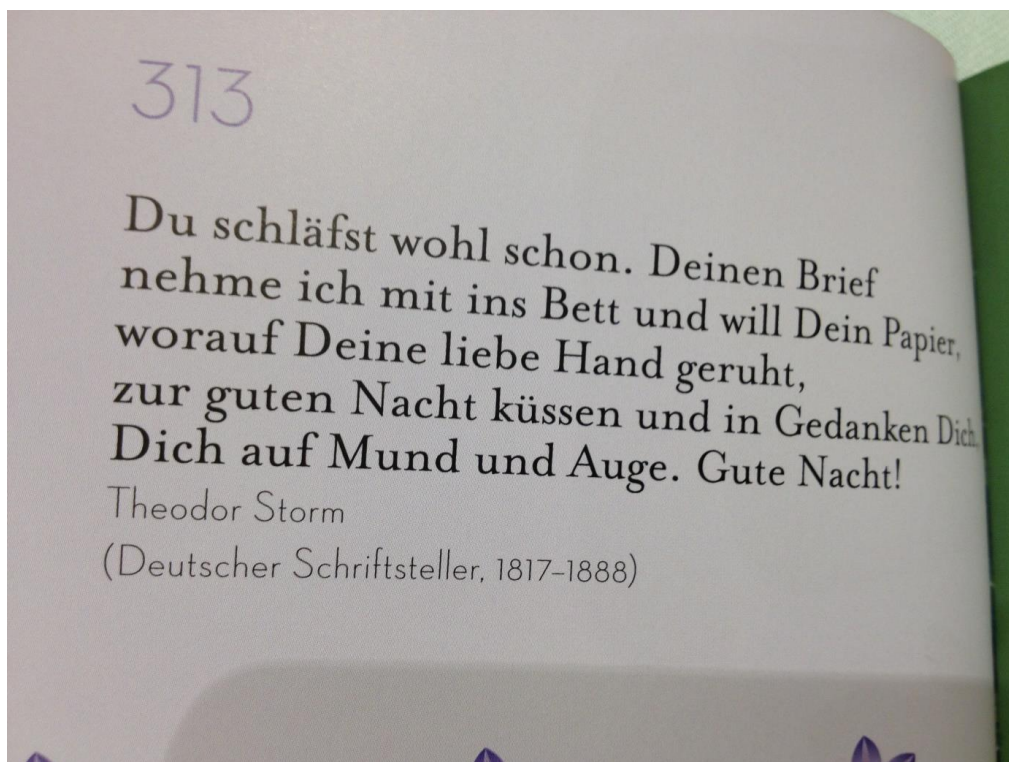 313
Du schläfst wohl schon. Deinen Brief
nehme ich mit ins Bett und will Dein Papier,
worauf Deine liebe Hand geruht,
zur guten Nacht küssen und in Gedanken Dich,
Dich auf Mund und Auge. Gute Nacht!
Theodor Storm
(Deutscher Schriftsteller, 1817–1888)